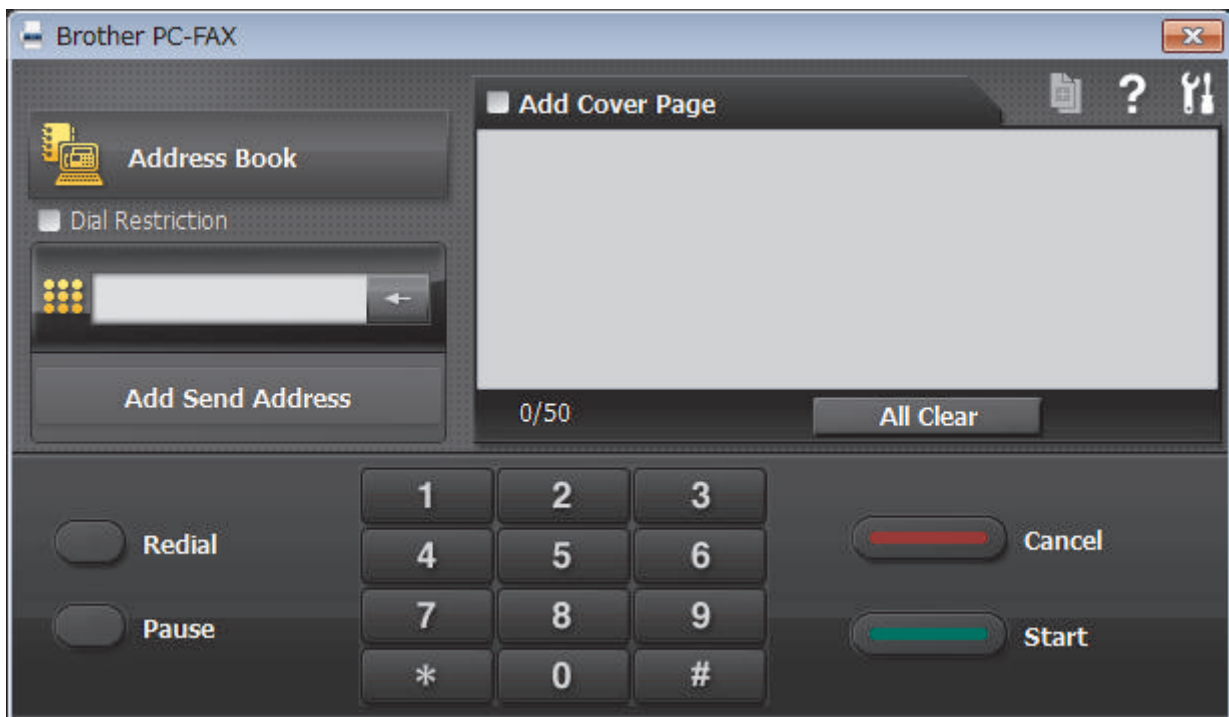 Brother PC-FAX
Add Cover Page
?
Address Book
Dial Restriction
Add Send Address
0/50
All Clear
1 2 3
Redial
4 5 6
Cancel
Pause
7 8 9
Start
* 0 #